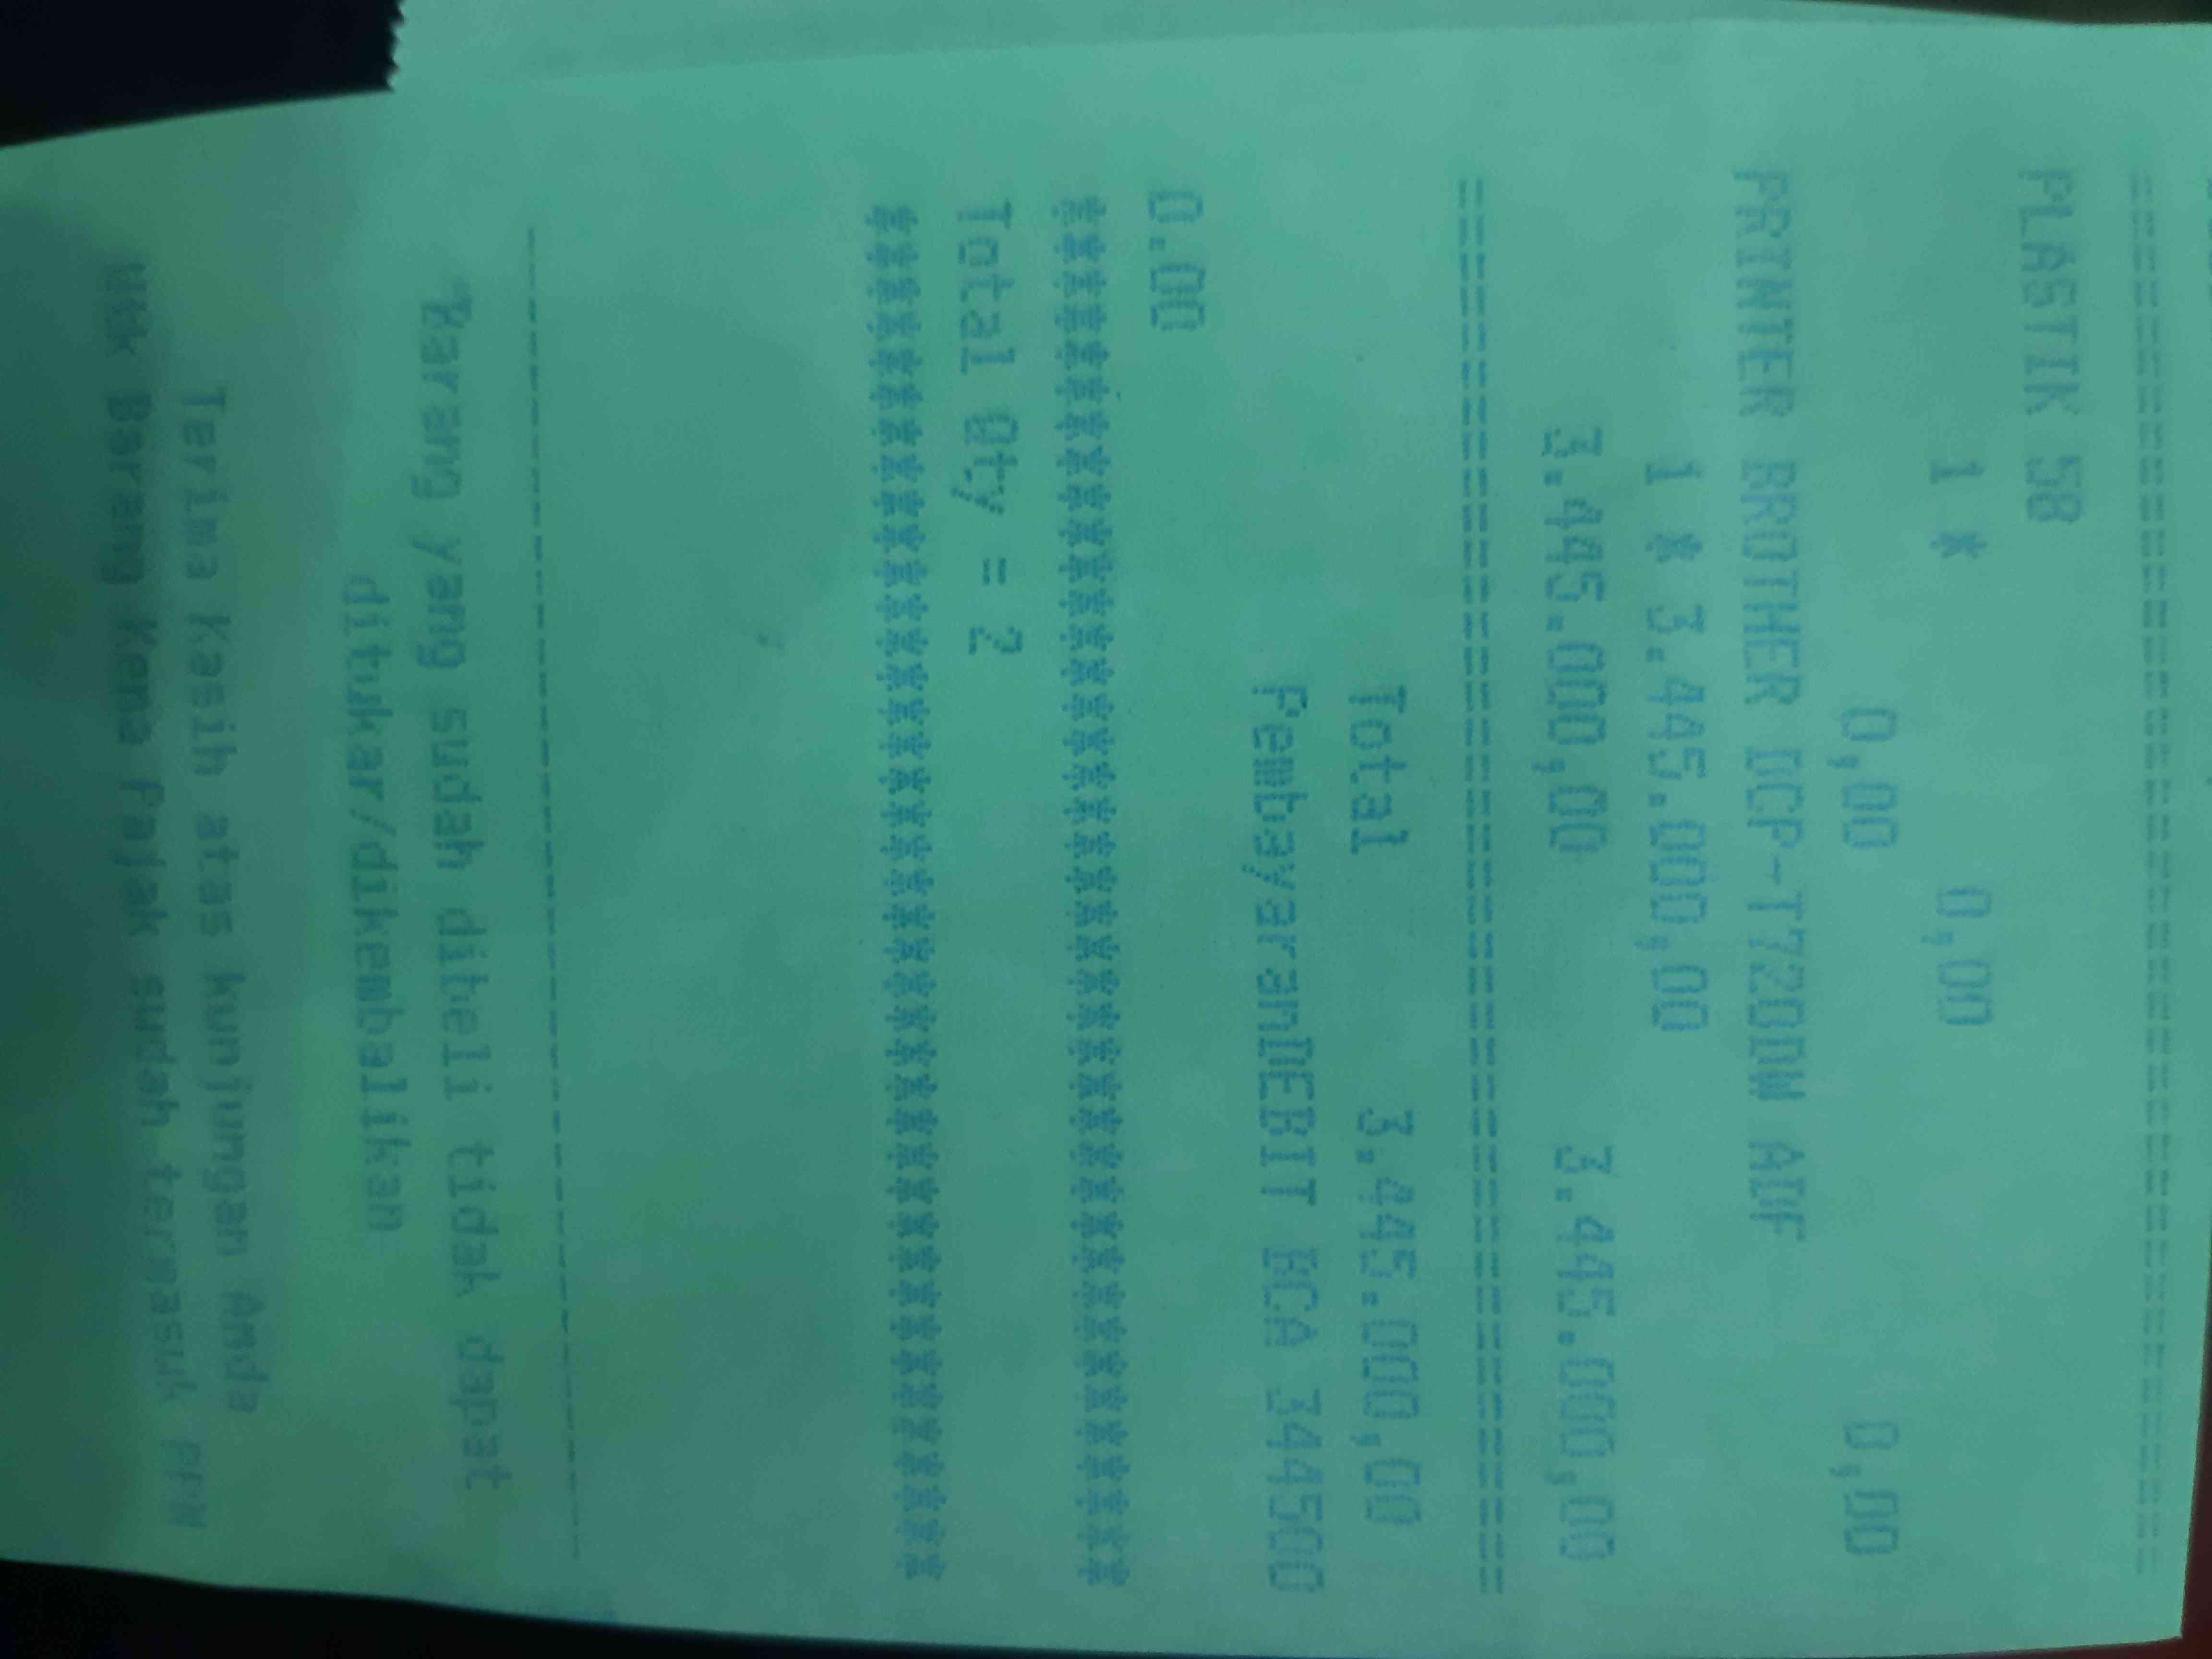 ================================
PLASTIK 58
1 * 0,00
0,00 0,00
PRINTER BROTHER DCP-T720DW ADF
1 * 3.445.000,00
3.445.000,00 3.445.000,00
================================
Total 3.445.000,00
PembayaranDEBIT BCA 344500
0.00
********************************
Total Qty = 2
********************************
--------------------------------
Barang yang sudah dibeli tidak dapat
ditukar/dikembalikan
Terima Kasih atas kunjungan Anda
Utk Barang Kena Pajak sudah termasuk PPN